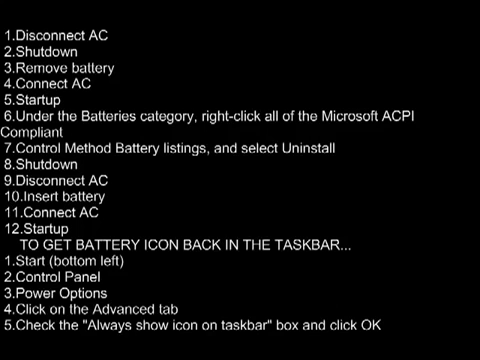 1.Disconnect AC
2.Shutdown
3.Remove battery
4.Connect AC
5.Startup
6.Under the Batteries category, right-click all of the Microsoft ACPI
Compliant
7.Control Method Battery listings, and select Uninstall
8.Shutdown
9.Disconnect AC
10.Insert battery
11.Connect AC
12.Startup
TO GET BATTERY ICON BACK IN THE TASKBAR...
1.Start (bottom left)
2.Control Panel
3.Power Options
4.Click on the Advanced tab
5.Check the "Always show icon on taskbar" box and click OK